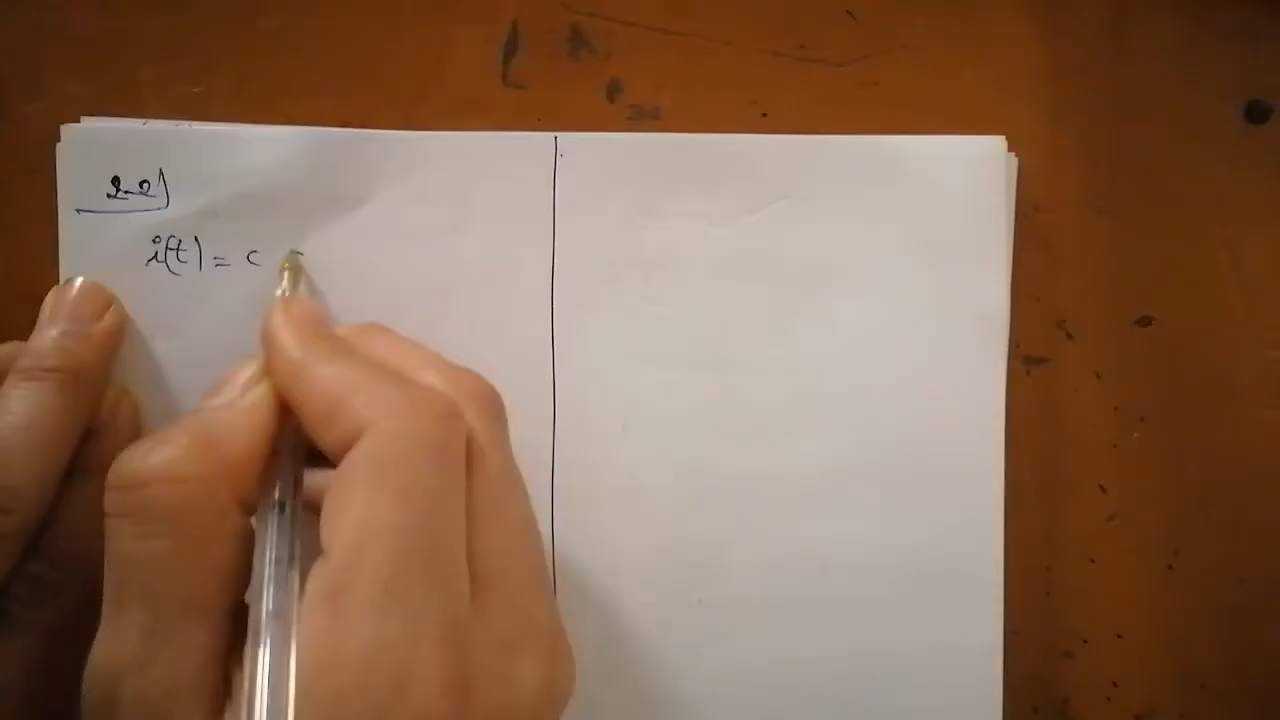 2-2)
i(t) = c